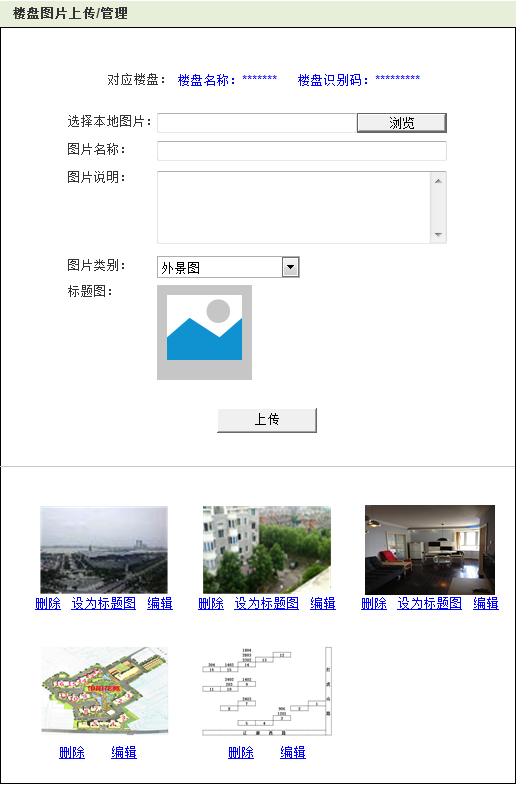 楼盘图片上传/管理
对应楼盘： 楼盘名称：******* 楼盘识别码：*********
选择本地图片： 浏览
图片名称：
图片说明：
图片类别： 外景图
标题图：
上传
删除 设为标题图 编辑 删除 设为标题图 编辑 删除 设为标题图 编辑
删除 编辑 删除 编辑